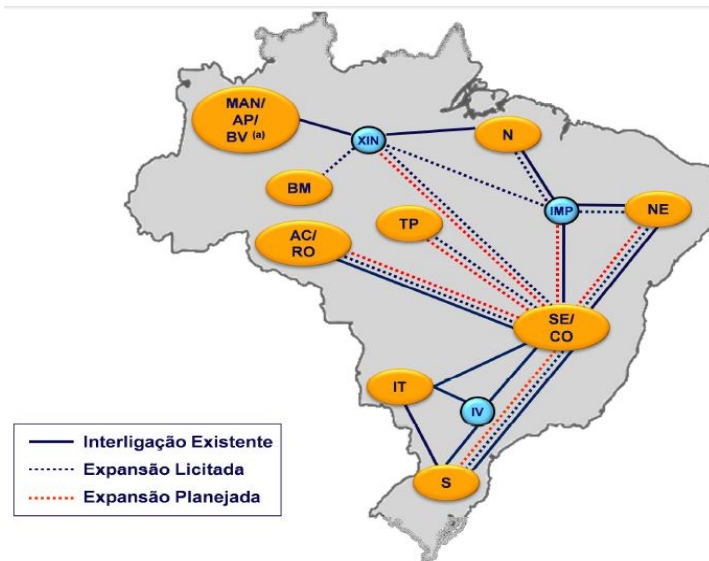 MAN/
AP/
BV (a)
XIN
N
BM
IMP
NE
TP
AC/
RO
SE/
CO
IT
IV
S
Interligação Existente
Expansão Licitada
Expansão Planejada